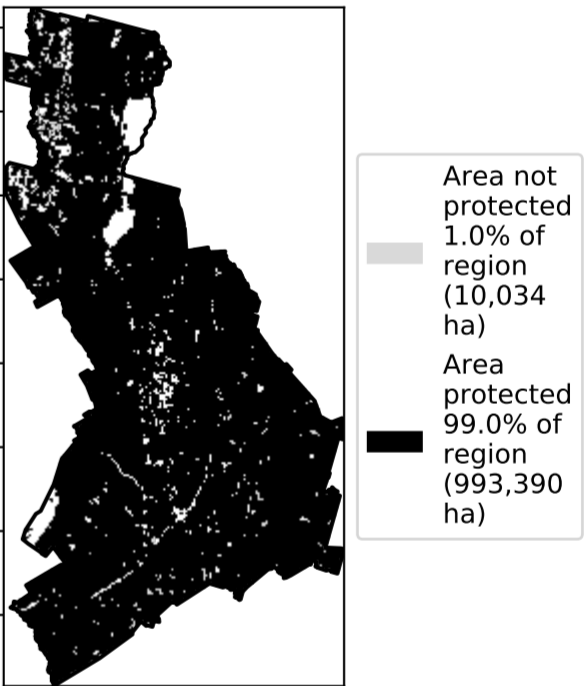 Area not
protected
1.0% of
region
(10,034
ha)
Area
protected
99.0% of
region
(993,390
ha)